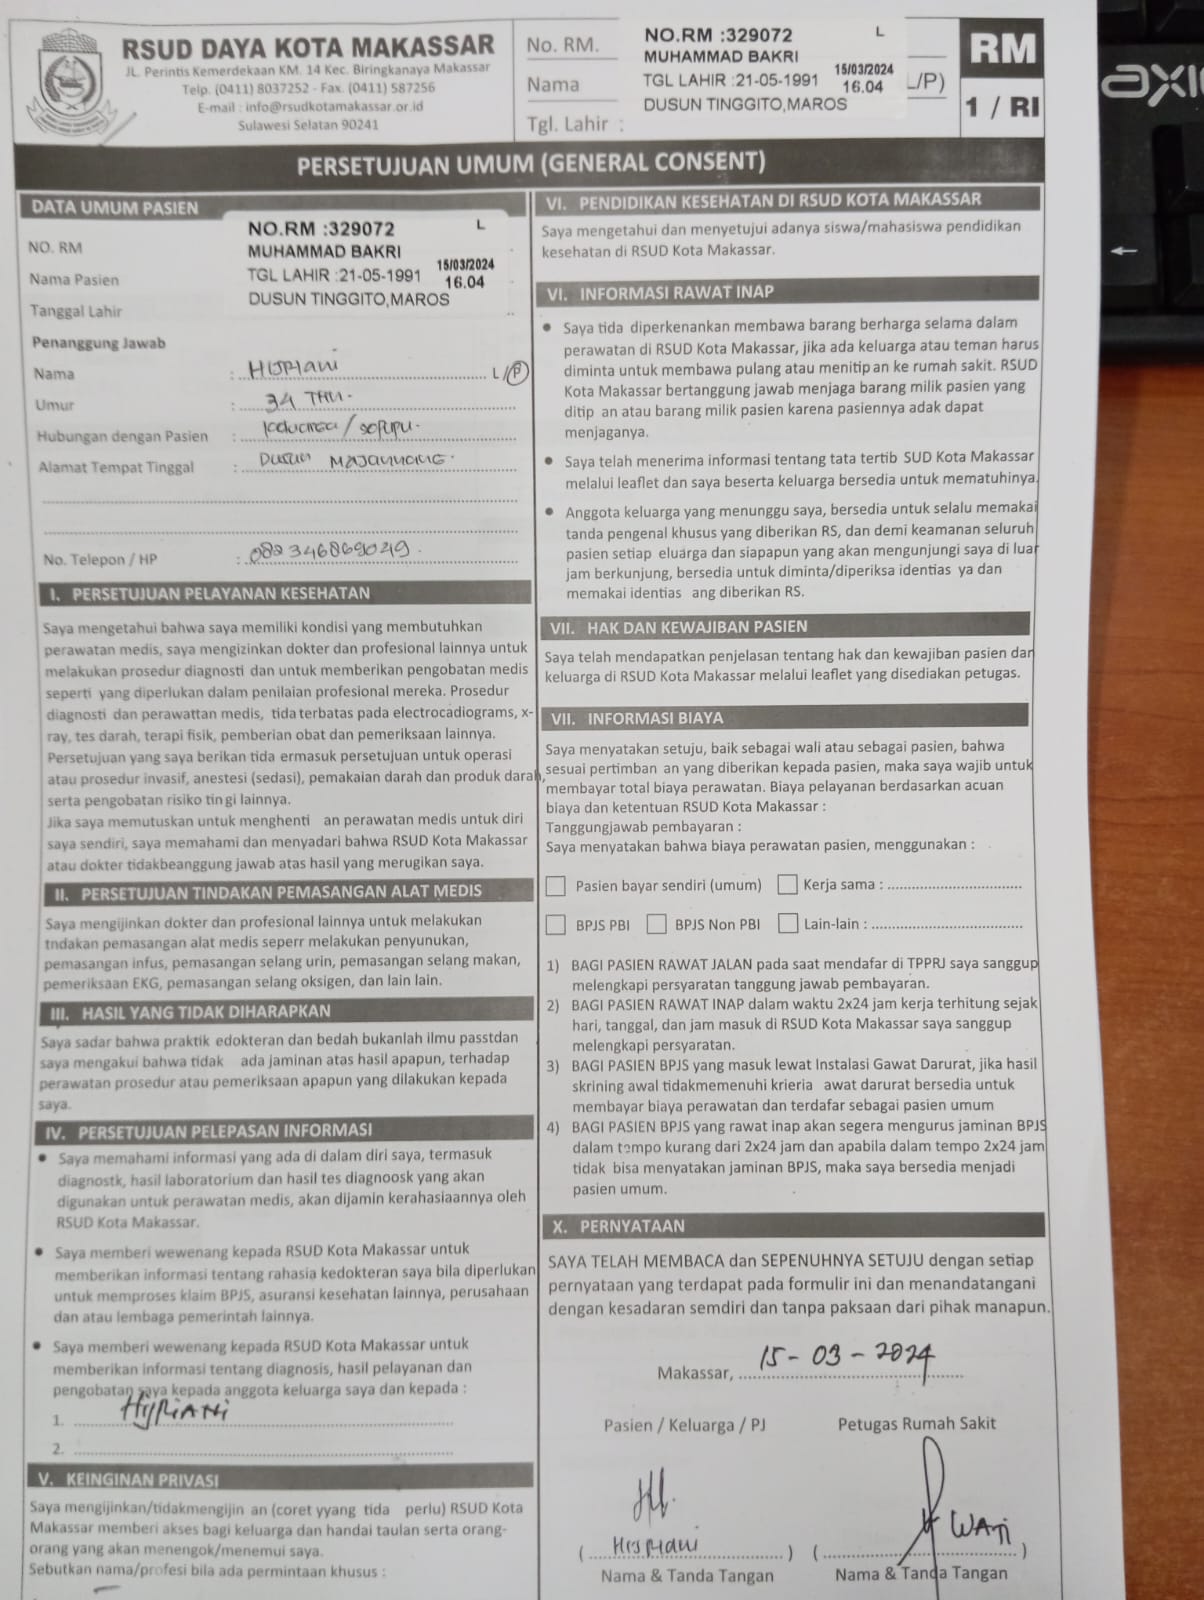 RSUD DAYA KOTA MAKASSAR
JL. Perintis Kemerdekaan KM. 14 Kec. Biringkanaya Makassar
Telp. (0411) 8037252 - Fax. (0411) 587256
E-mail : info@rsudkotamakassar.or.id
Sulawesi Selatan 90241
No. RM.
Nama
Tgl. Lahir :
NO.RM :329072 L
MUHAMMAD BAKRI
TGL LAHIR :21-05-1991 15/03/2024 16.04
DUSUN TINGGITO,MAROS
L/P)
RM
1 / RI
axio
PERSETUJUAN UMUM (GENERAL CONSENT)
DATA UMUM PASIEN
NO. RM
Nama Pasien
Tanggal Lahir
NO.RM :329072 L
MUHAMMAD BAKRI
TGL LAHIR :21-05-1991 15/03/2024 16.04
DUSUN TINGGITO,MAROS
Penanggung Jawab
Nama : Hijriani L/P
Umur : 34 THN.
Hubungan dengan Pasien : / sepupu.
Alamat Tempat Tinggal : Dusun
No. Telepon / HP : 082346869049.
I. PERSETUJUAN PELAYANAN KESEHATAN
Saya mengetahui bahwa saya memiliki kondisi yang membutuhkan
perawatan medis, saya mengizinkan dokter dan profesional lainnya untuk
melakukan prosedur diagnosti dan untuk memberikan pengobatan medis
seperti yang diperlukan dalam penilaian profesional mereka. Prosedur
diagnosti dan perawattan medis, tida terbatas pada electrocadiograms, x-
ray, tes darah, terapi fisik, pemberian obat dan pemeriksaan lainnya.
Persetujuan yang saya berikan tida ermasuk persetujuan untuk operasi
atau prosedur invasif, anestesi (sedasi), pemakaian darah dan produk darah,
serta pengobatan risiko tin gi lainnya.
Jika saya memutuskan untuk menghenti an perawatan medis untuk diri
saya sendiri, saya memahami dan menyadari bahwa RSUD Kota Makassar
atau dokter tidakbeanggung jawab atas hasil yang merugikan saya.
II. PERSETUJUAN TINDAKAN PEMASANGAN ALAT MEDIS
Saya mengijinkan dokter dan profesional lainnya untuk melakukan
tndakan pemasangan alat medis seperr melakukan penyunukan,
pemasangan infus, pemasangan selang urin, pemasangan selang makan,
pemeriksaan EKG, pemasangan selang oksigen, dan lain lain.
III. HASIL YANG TIDAK DIHARAPKAN
Saya sadar bahwa praktik edokteran dan bedah bukanlah ilmu passtdan
saya mengakui bahwa tidak ada jaminan atas hasil apapun, terhadap
perawatan prosedur atau pemeriksaan apapun yang dilakukan kepada
saya.
IV. PERSETUJUAN PELEPASAN INFORMASI
● Saya memahami informasi yang ada di dalam diri saya, termasuk
diagnostk, hasil laboratorium dan hasil tes diagnoosk yang akan
digunakan untuk perawatan medis, akan dijamin kerahasiaannya oleh
RSUD Kota Makassar.
● Saya memberi wewenang kepada RSUD Kota Makassar untuk
memberikan informasi tentang rahasia kedokteran saya bila diperlukan
untuk memproses klaim BPJS, asuransi kesehatan lainnya, perusahaan
dan atau lembaga pemerintah lainnya.
● Saya memberi wewenang kepada RSUD Kota Makassar untuk
memberikan informasi tentang diagnosis, hasil pelayanan dan
pengobatan saya kepada anggota keluarga saya dan kepada :
1. HijriANi
2.
V. KEINGINAN PRIVASI
Saya mengijinkan/tidakmengijin an (coret yyang tida perlu) RSUD Kota
Makassar memberi akses bagi keluarga dan handai taulan serta orang-
orang yang akan menengok/menemui saya.
Sebutkan nama/profesi bila ada permintaan khusus :
VI. PENDIDIKAN KESEHATAN DI RSUD KOTA MAKASSAR
Saya mengetahui dan menyetujui adanya siswa/mahasiswa pendidikan
kesehatan di RSUD Kota Makassar.
VI. INFORMASI RAWAT INAP
● Saya tida diperkenankan membawa barang berharga selama dalam
perawatan di RSUD Kota Makassar, jika ada keluarga atau teman harus
diminta untuk membawa pulang atau menitip an ke rumah sakit. RSUD
Kota Makassar bertanggung jawab menjaga barang milik pasien yang
ditip an atau barang milik pasien karena pasiennya adak dapat
menjaganya.
● Saya telah menerima informasi tentang tata tertib SUD Kota Makassar
melalui leaflet dan saya beserta keluarga bersedia untuk mematuhinya.
● Anggota keluarga yang menunggu saya, bersedia untuk selalu memakai
tanda pengenal khusus yang diberikan RS, dan demi keamanan seluruh
pasien setiap eluarga dan siapapun yang akan mengunjungi saya di luar
jam berkunjung, bersedia untuk diminta/diperiksa identias ya dan
memakai identias ang diberikan RS.
VII. HAK DAN KEWAJIBAN PASIEN
Saya telah mendapatkan penjelasan tentang hak dan kewajiban pasien dan
keluarga di RSUD Kota Makassar melalui leaflet yang disediakan petugas.
VII. INFORMASI BIAYA
Saya menyatakan setuju, baik sebagai wali atau sebagai pasien, bahwa
sesuai pertimban an yang diberikan kepada pasien, maka saya wajib untuk
membayar total biaya perawatan. Biaya pelayanan berdasarkan acuan
biaya dan ketentuan RSUD Kota Makassar :
Tanggungjawab pembayaran :
Saya menyatakan bahwa biaya perawatan pasien, menggunakan :
Pasien bayar sendiri (umum) Kerja sama :
BPJS PBI BPJS Non PBI Lain-lain :
1) BAGI PASIEN RAWAT JALAN pada saat mendafar di TPPRJ saya sanggup
melengkapi persyaratan tanggung jawab pembayaran.
2) BAGI PASIEN RAWAT INAP dalam waktu 2x24 jam kerja terhitung sejak
hari, tanggal, dan jam masuk di RSUD Kota Makassar saya sanggup
melengkapi persyaratan.
3) BAGI PASIEN BPJS yang masuk lewat Instalasi Gawat Darurat, jika hasil
skrining awal tidakmemenuhi krieria awat darurat bersedia untuk
membayar biaya perawatan dan terdafar sebagai pasien umum
4) BAGI PASIEN BPJS yang rawat inap akan segera mengurus jaminan BPJS
dalam tempo kurang dari 2x24 jam dan apabila dalam tempo 2x24 jam
tidak bisa menyatakan jaminan BPJS, maka saya bersedia menjadi
pasien umum.
X. PERNYATAAN
SAYA TELAH MEMBACA dan SEPENUHNYA SETUJU dengan setiap
pernyataan yang terdapat pada formulir ini dan menandatangani
dengan kesadaran semdiri dan tanpa paksaan dari pihak manapun.
Makassar, 15-03-2024
Pasien / Keluarga / PJ Petugas Rumah Sakit
( Hijriani ) ( WATi )
Nama & Tanda Tangan Nama & Tanda Tangan